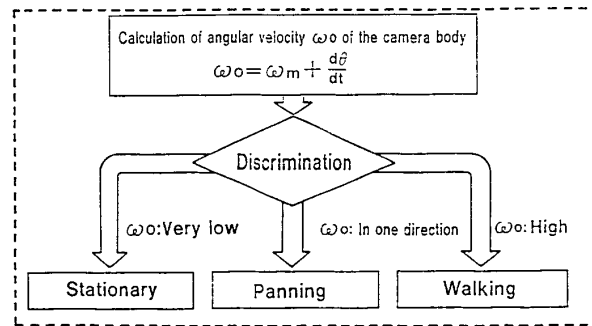 Calculation of angular velocity ωo of the camera body
ωo = ωm + dθ̂/dt
Discrimination
ωo:Very low
ωo: In one direction
ωo:High
Stationary
Panning
Walking